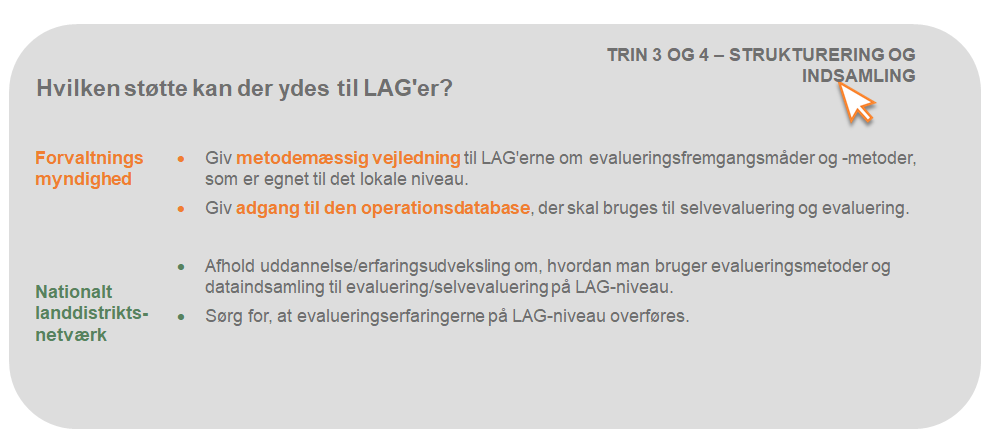 TRIN 3 OG 4 – STRUKTURERING OG
INDSAMLING
Hvilken støtte kan der ydes til LAG'er?
Forvaltnings
myndighed
• Giv metodemæssig vejledning til LAG'erne om evalueringsfremgangsmåder og -metoder,
som er egnet til det lokale niveau.
• Giv adgang til den operationsdatabase, der skal bruges til selvevaluering og evaluering.
Nationalt
landdistrikts-
netværk
• Afhold uddannelse/erfaringsudveksling om, hvordan man bruger evalueringsmetoder og
dataindsamling til evaluering/selvevaluering på LAG-niveau.
• Sørg for, at evalueringserfaringerne på LAG-niveau overføres.